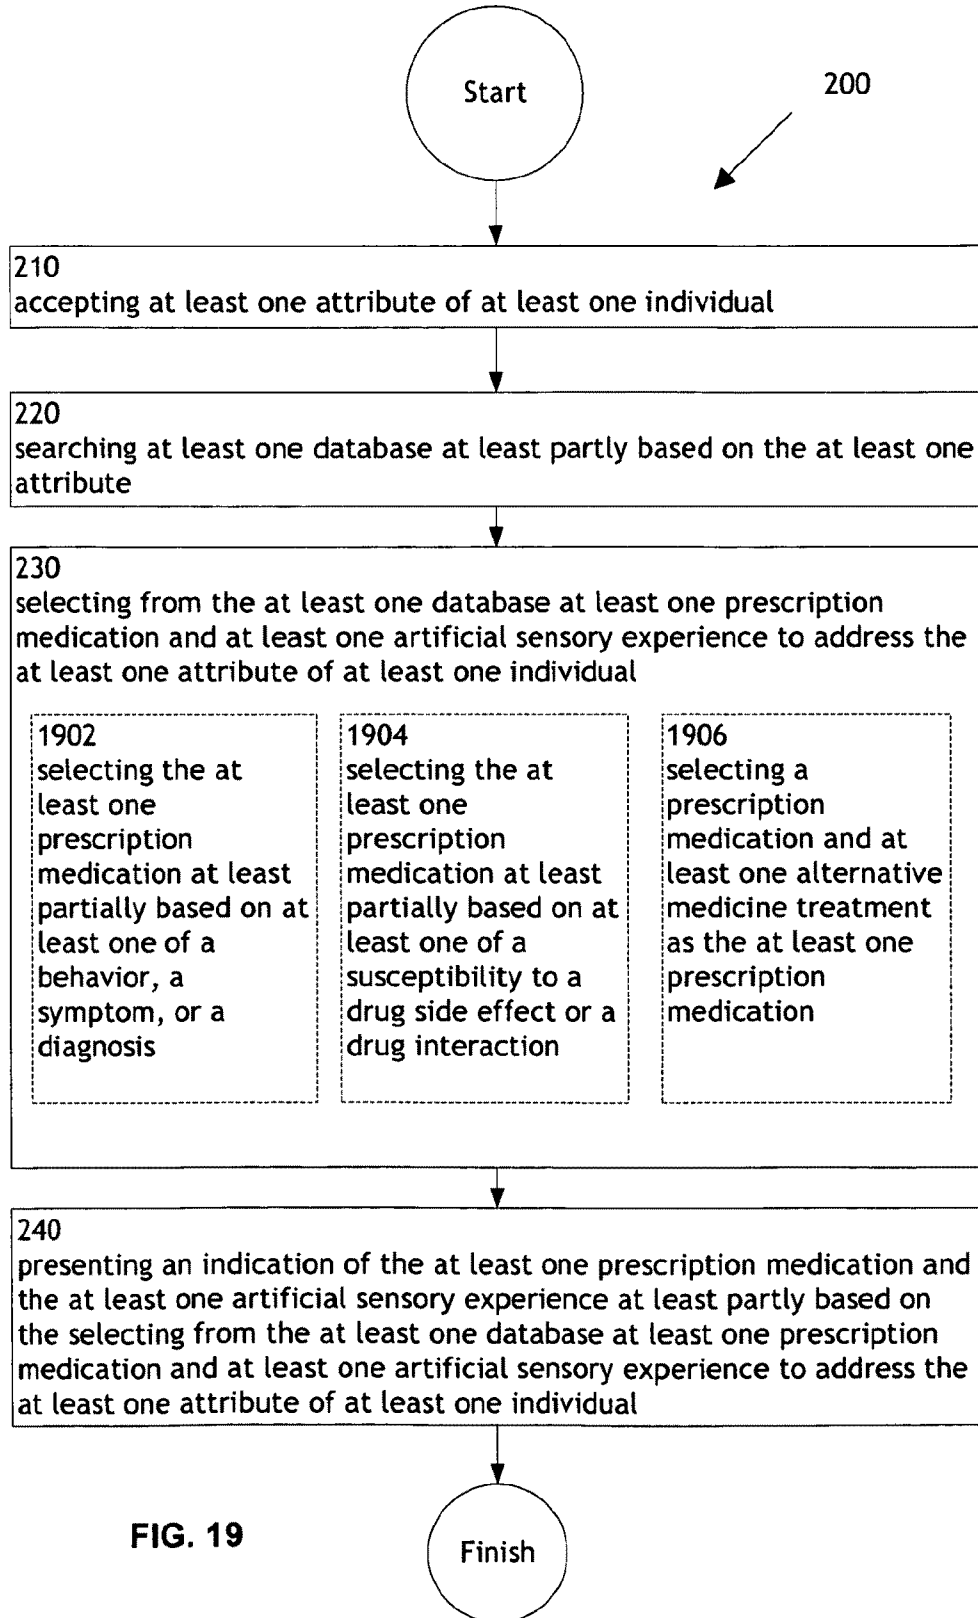 Start
200
210
accepting at least one attribute of at least one individual
220
searching at least one database at least partly based on the at least one
attribute
230
selecting from the at least one database at least one prescription
medication and at least one artificial sensory experience to address the
at least one attribute of at least one individual
1902
selecting the at
least one
prescription
medication at least
partially based on at
least one of a
behavior, a
symptom, or a
diagnosis
1904
selecting the at
least one
prescription
medication at least
partially based on at
least one of a
susceptibility to a
drug side effect or a
drug interaction
1906
selecting a
prescription
medication and at
least one alternative
medicine treatment
as the at least one
prescription
medication
240
presenting an indication of the at least one prescription medication and
the at least one artificial sensory experience at least partly based on
the selecting from the at least one database at least one prescription
medication and at least one artificial sensory experience to address the
at least one attribute of at least one individual
FIG. 19
Finish